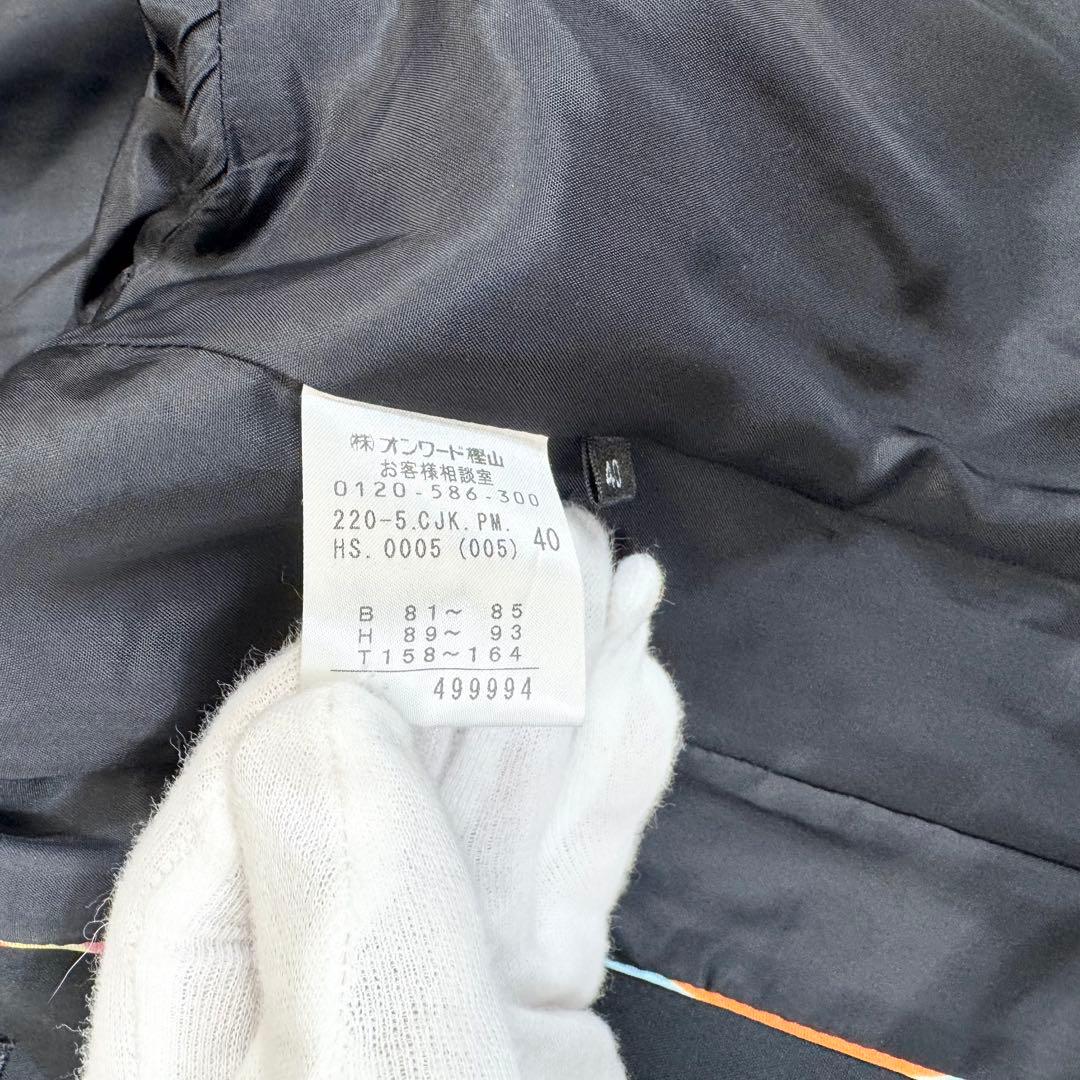 ㈱オンワード樫山
お客様相談室
0120-586-300
220-5.CJK.PM.
HS.0005 (005) 40
B 81～ 85
H 89～ 93
T158～164
499994
40